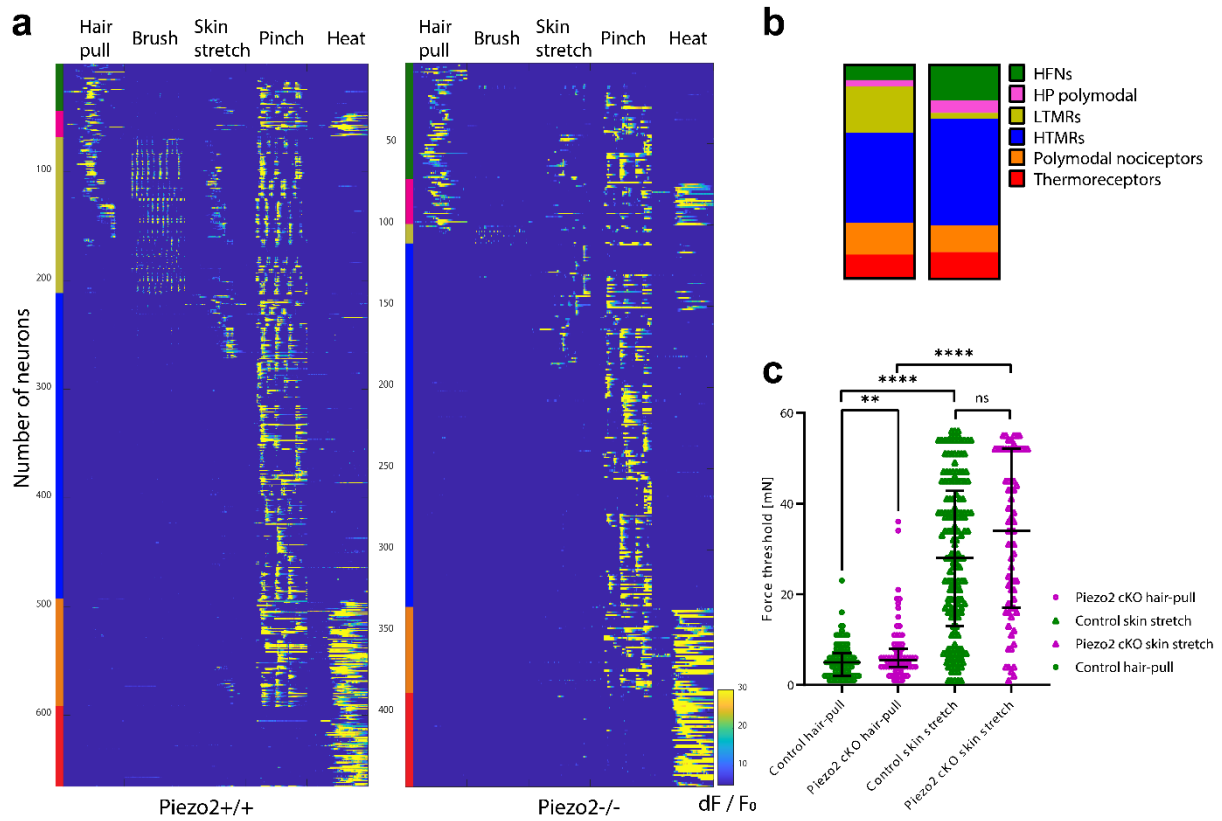 a
Hair pull
Brush
Skin stretch
Pinch
Heat
Hair pull
Brush
Skin stretch
Pinch
Heat
Number of neurons
100
200
300
400
500
600
50
100
150
200
250
300
350
400
Piezo2+/+
Piezo2-/-
30
20
10
dF / F₀
b
HFNs
HP polymodal
LTMRs
HTMRs
Polymodal nociceptors
Thermoreceptors
c
****
****
**
ns
Force threshold [mN]
60
40
20
0
Control hair-pull
Piezo2 cKO hair-pull
Control skin stretch
Piezo2 cKO skin stretch
Piezo2 cKO hair-pull
Control skin stretch
Piezo2 cKO skin stretch
Control hair-pull